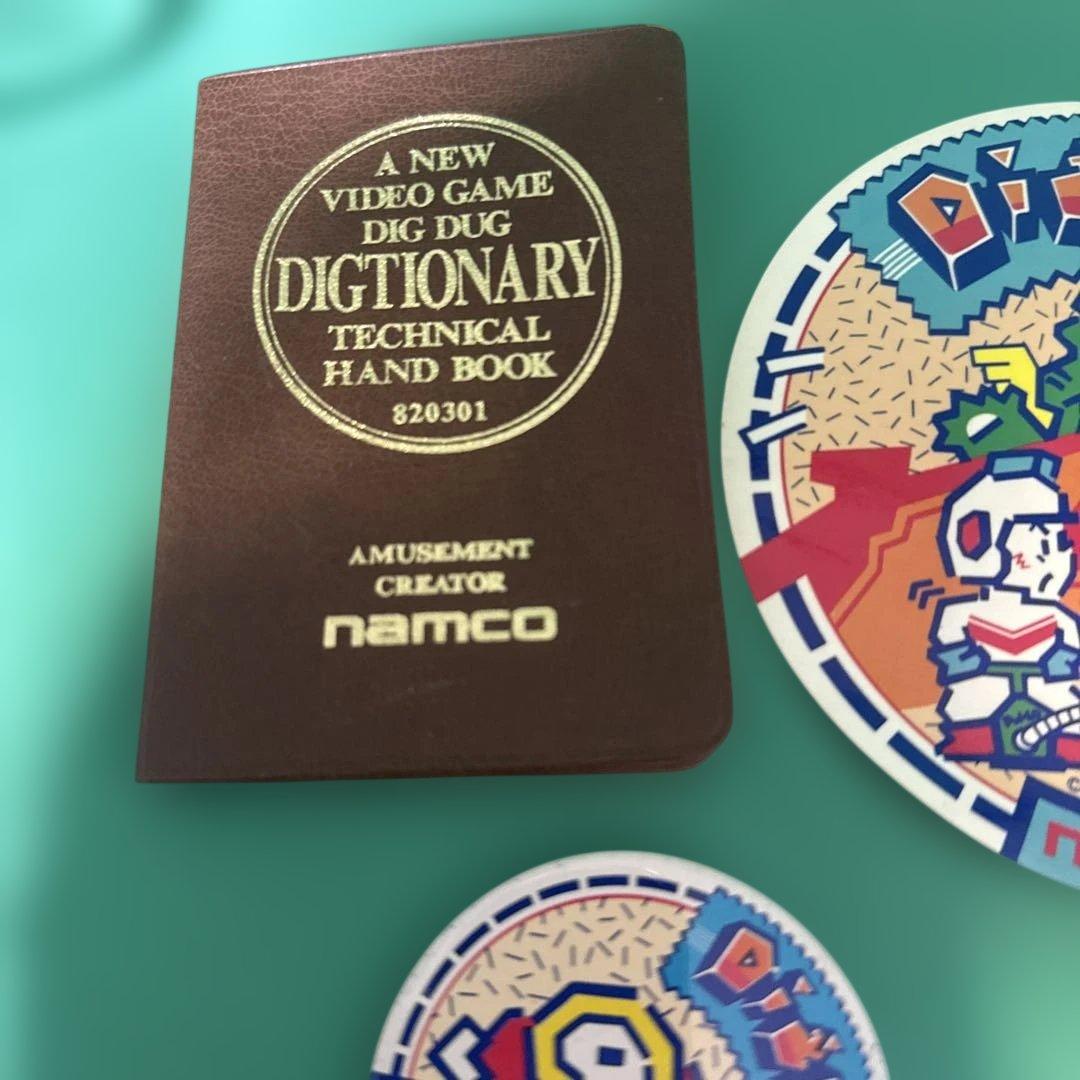 A NEW
VIDEO GAME
DIG DUG
DIGTIONARY
TECHNICAL
HAND BOOK
820301
AMUSEMENT
CREATOR
namco